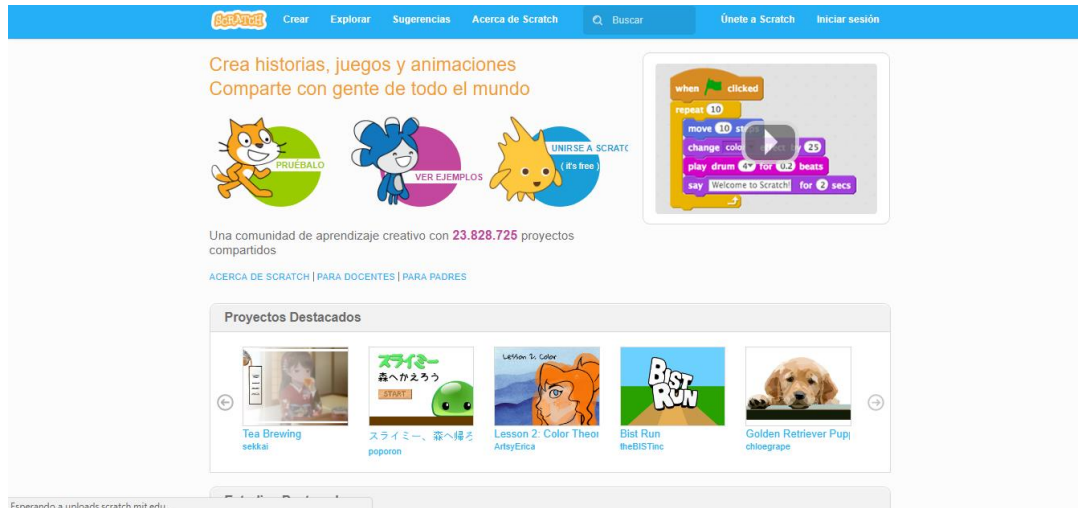 SCRATCH Crear Explorar Sugerencias Acerca de Scratch Buscar Únete a Scratch Iniciar sesión
Crea historias, juegos y animaciones
Comparte con gente de todo el mundo
PRUÉBALO
VER EJEMPLOS
UNIRSE A SCRATC
( it's free )
when clicked
repeat 10
move 10
change by 25
play drum 4 for 0.2 beats
say Welcome to Scratch! for 2 secs
Una comunidad de aprendizaje creativo con 23.828.725 proyectos
compartidos
ACERCA DE SCRATCH | PARA DOCENTES | PARA PADRES
Proyectos Destacados
スライミー
森へかえろう
START
Lesson 2: Color
BIST
RUN
Tea Brewing
sekkai
スライミー、森へ帰ろ
poporon
Lesson 2: Color Theor
ArtsyErica
Bist Run
theBISTinc
Golden Retriever Pup
chloegrape
Esperando a uploads.scratch.mit.edu